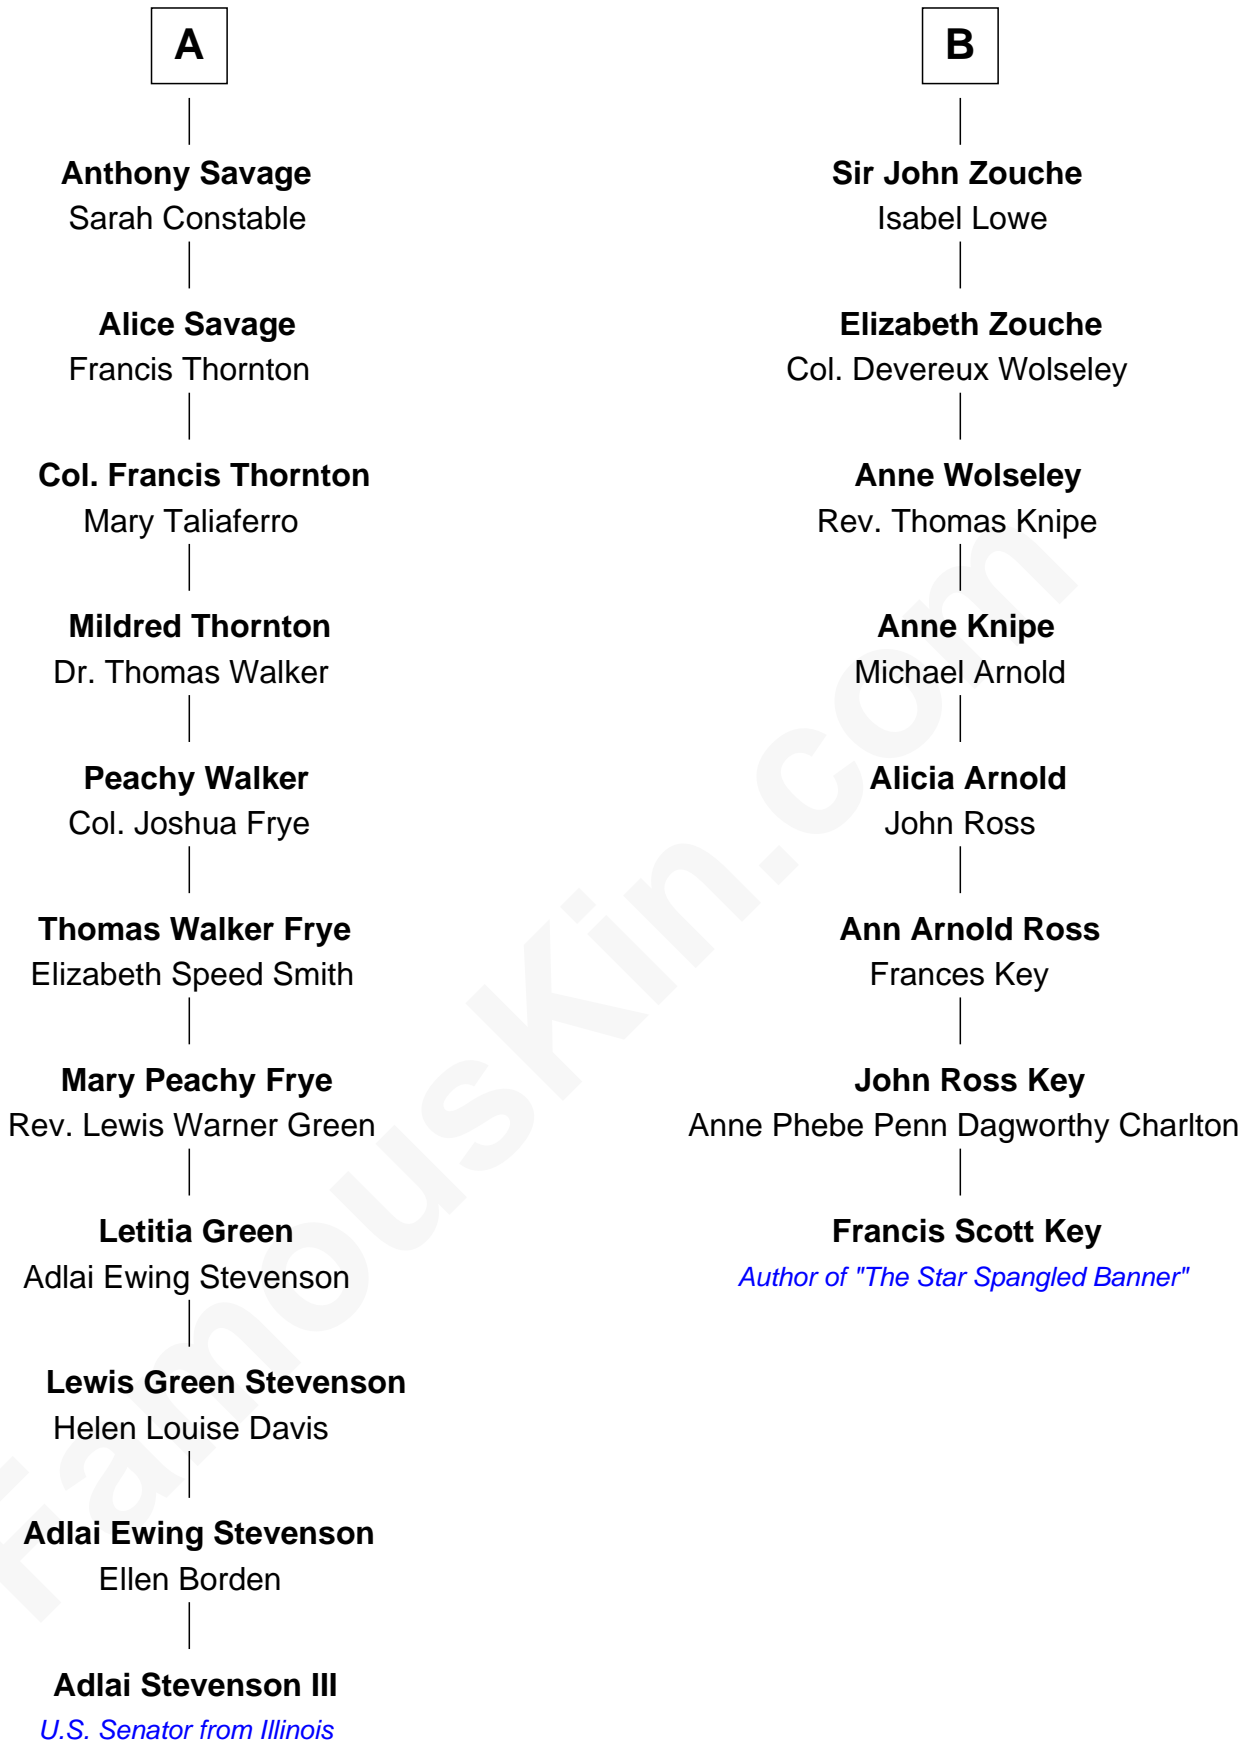 A
Anthony Savage
Sarah Constable
Alice Savage
Francis Thornton
Col. Francis Thornton
Mary Taliaferro
Mildred Thornton
Dr. Thomas Walker
Peachy Walker
Col. Joshua Frye
Thomas Walker Frye
Elizabeth Speed Smith
Mary Peachy Frye
Rev. Lewis Warner Green
Letitia Green
Adlai Ewing Stevenson
Lewis Green Stevenson
Helen Louise Davis
Adlai Ewing Stevenson
Ellen Borden
Adlai Stevenson III
U.S. Senator from Illinois
B
Sir John Zouche
Isabel Lowe
Elizabeth Zouche
Col. Devereux Wolseley
Anne Wolseley
Rev. Thomas Knipe
Anne Knipe
Michael Arnold
Alicia Arnold
John Ross
Ann Arnold Ross
Frances Key
John Ross Key
Anne Phebe Penn Dagworthy Charlton
Francis Scott Key
Author of "The Star Spangled Banner"
FamousKin.com